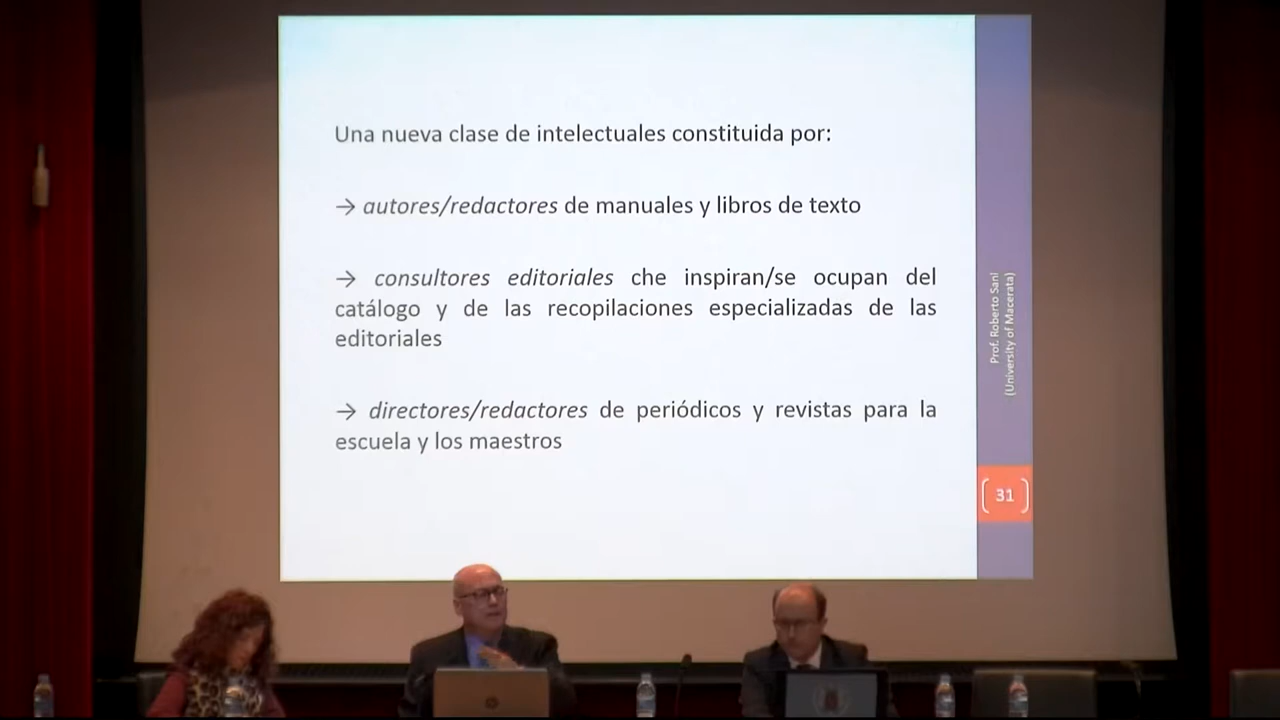 Una nueva clase de intelectuales constituida por:
→ autores/redactores de manuales y libros de texto
→ consultores editoriales che inspiran/se ocupan del
catálogo y de las recopilaciones especializadas de las
editoriales
→ directores/redactores de periódicos y revistas para la
escuela y los maestros
Prof. Roberto Sani
(University of Macerata)
31